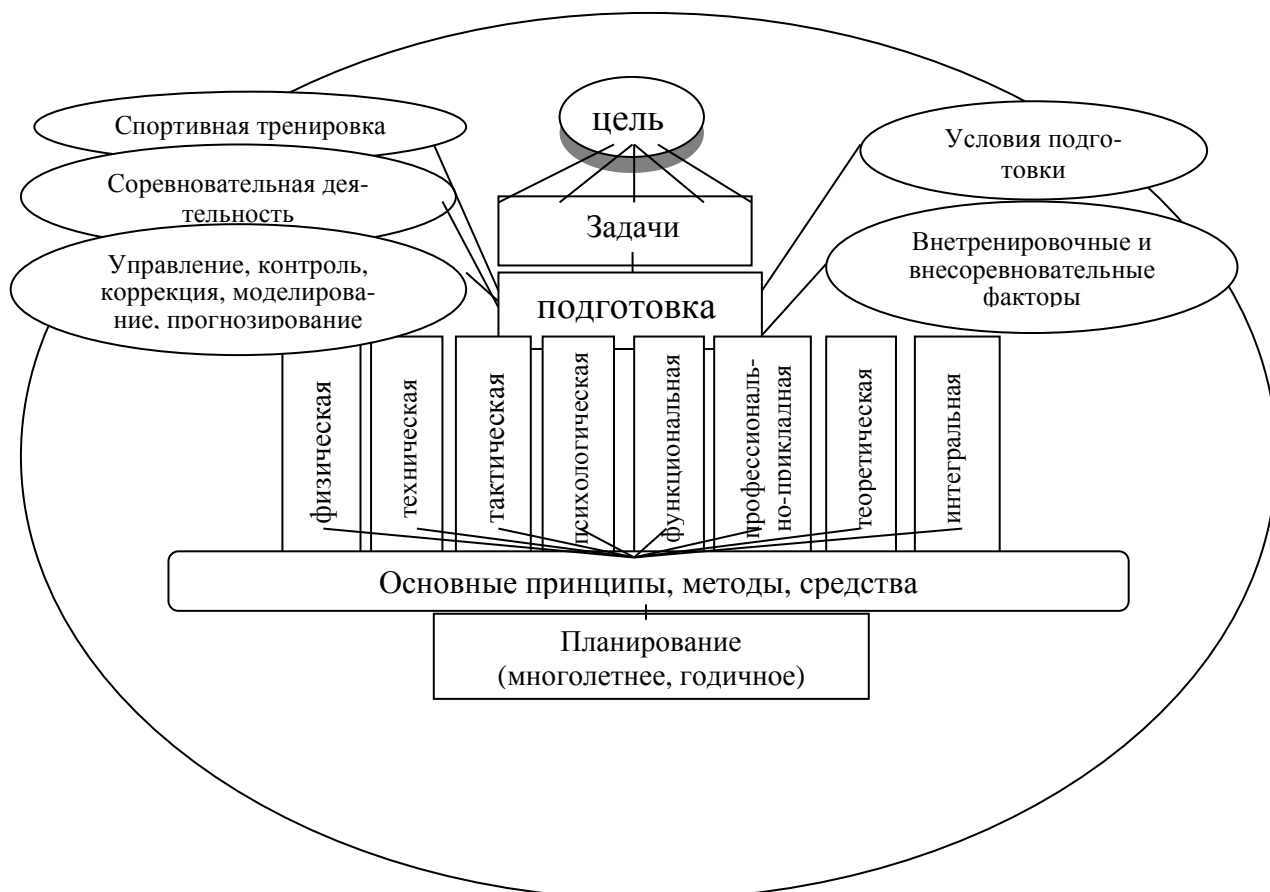 цель
Спортивная тренировка
Условия подго-
товки
Соревновательная дея-
тельность
Задачи
Управление, контроль,
коррекция, моделирова-
ние, прогнозирование
Внетренировочные и
внесоревновательные
факторы
подготовка
физическая
техническая
тактическая
психологическая
функциональная
профессиональ-
но-прикладная
теоретическая
интегральная
Основные принципы, методы, средства
Планирование
(многолетнее, годичное)